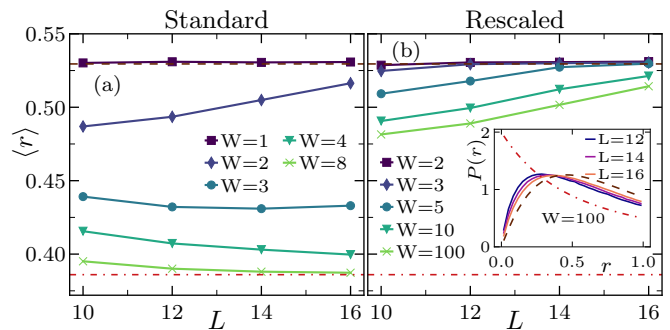 Standard
Rescaled
0.55
0.50
0.45
0.40
⟨r⟩
(a)
W=1
W=2
W=3
W=4
W=8
10
12
14
16
L
(b)
W=2
W=3
W=5
W=10
W=100
P(r)
2
1
0
L=12
L=14
L=16
W=100
0.0
0.5
1.0
r
10
12
14
16
L